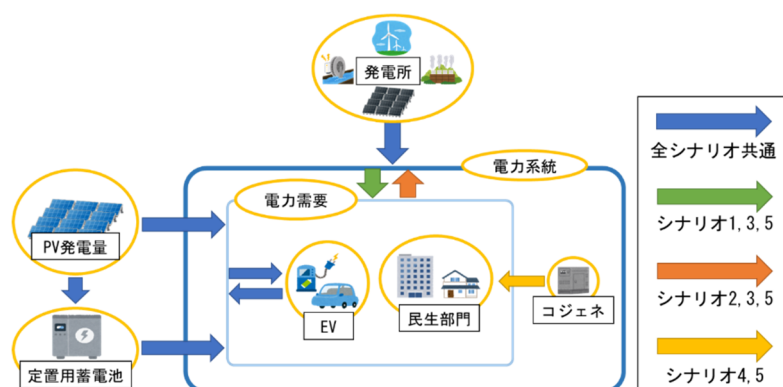 発電所
電力系統
電力需要
PV発電量
EV
民生部門
コジェネ
定置用蓄電池
全シナリオ共通
シナリオ1,3,5
シナリオ2,3,5
シナリオ4,5